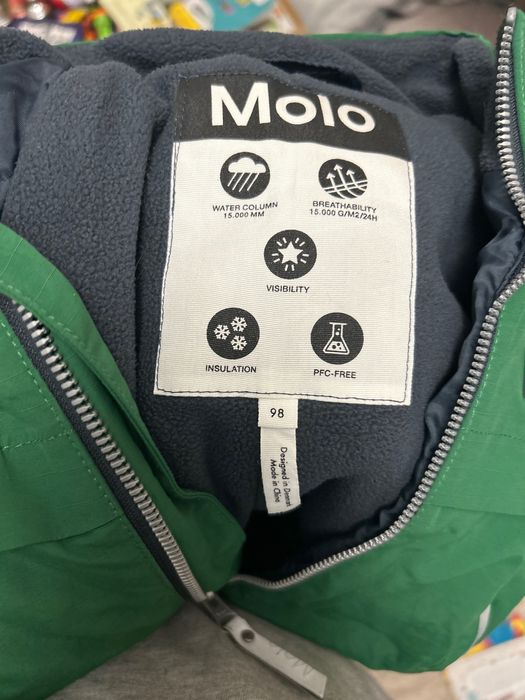 Molo
WATER COLUMN
15.000 MM
BREATHABILITY
15.000 G/M2/24H
VISIBILITY
INSULATION
PFC-FREE
98
Designed in
Made in China